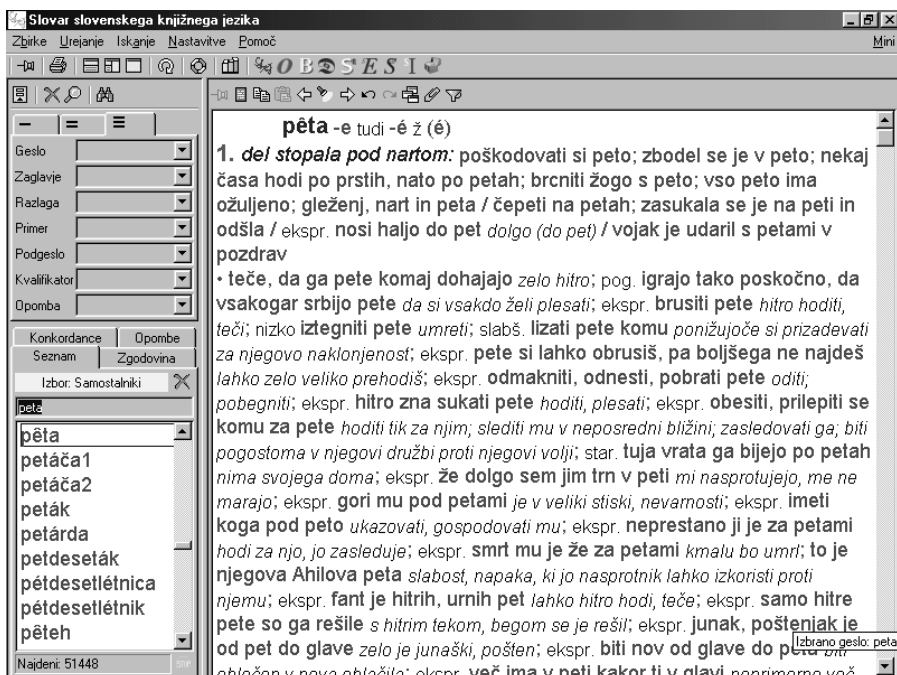 Slovar slovenskega knjižnega jezika
Zbirke Urejanje Iskanje Nastavitve Pomoč Mini
O B S E S I
Geslo
Zaglavje
Razlaga
Primer
Podgeslo
Kvalifikator
Opomba
Konkordance Opombe
Seznam Zgodovina
Izbor: Samostalniki
peta
pêta
petáča1
petáča2
peták
petárda
petdeseták
pétdesetlétnica
pétdesetlétnik
pêteh
Najdeni: 51448
pêta -e tudi -é ž (é)
1. del stopala pod nartom: poškodovati si peto; zbodel se je v peto; nekaj
časa hodi po prstih, nato po petah; brcniti žogo s peto; vso peto ima
ožuljeno; gleženj, nart in peta / čepeti na petah; zasukala se je na peti in
odšla / ekspr. nosi haljo do pet dolgo (do pet) / vojak je udaril s petami v
pozdrav
• teče, da ga pete komaj dohajajo zelo hitro; pog. igrajo tako poskočno, da
vsakogar srbijo pete da si vsakdo želi plesati; ekspr. brusiti pete hitro hoditi,
teči; nizko iztegniti pete umreti; slabš. lizati pete komu ponižujoče si prizadevati
za njegovo naklonjenost; ekspr. pete si lahko obrusiš, pa boljšega ne najdeš
lahko zelo veliko prehodiš; ekspr. odmakniti, odnesti, pobrati pete oditi;
pobegniti; ekspr. hitro zna sukati pete hoditi, plesati; ekspr. obesiti, prilepiti se
komu za pete hoditi tik za njim; slediti mu v neposredni bližini; zasledovati ga; biti
pogostoma v njegovi družbi proti njegovi volji; star. tuja vrata ga bijejo po petah
nima svojega doma; ekspr. že dolgo sem jim trn v peti mi nasprotujejo, me ne
marajo; ekspr. gori mu pod petami je v veliki stiski, nevarnosti; ekspr. imeti
koga pod peto ukazovati, gospodovati mu; ekspr. neprestano ji je za petami
hodi za njo, jo zasleduje; ekspr. smrt mu je že za petami kmalu bo umrl; to je
njegova Ahilova peta slabost, napaka, ki jo nasprotnik lahko izkoristi proti
njemu; ekspr. fant je hitrih, urnih pet lahko hitro hodi, teče; ekspr. samo hitre
pete so ga rešile s hitrim tekom, begom se je rešil; ekspr. junak, poštenjak je
od pet do glave zelo je junaški, pošten; ekspr. biti nov od glave do peta biti
Izbrano geslo: peta
oblečen v nova oblačila; ekspr. več ima v peti kakor ti v glavi neprimerno več